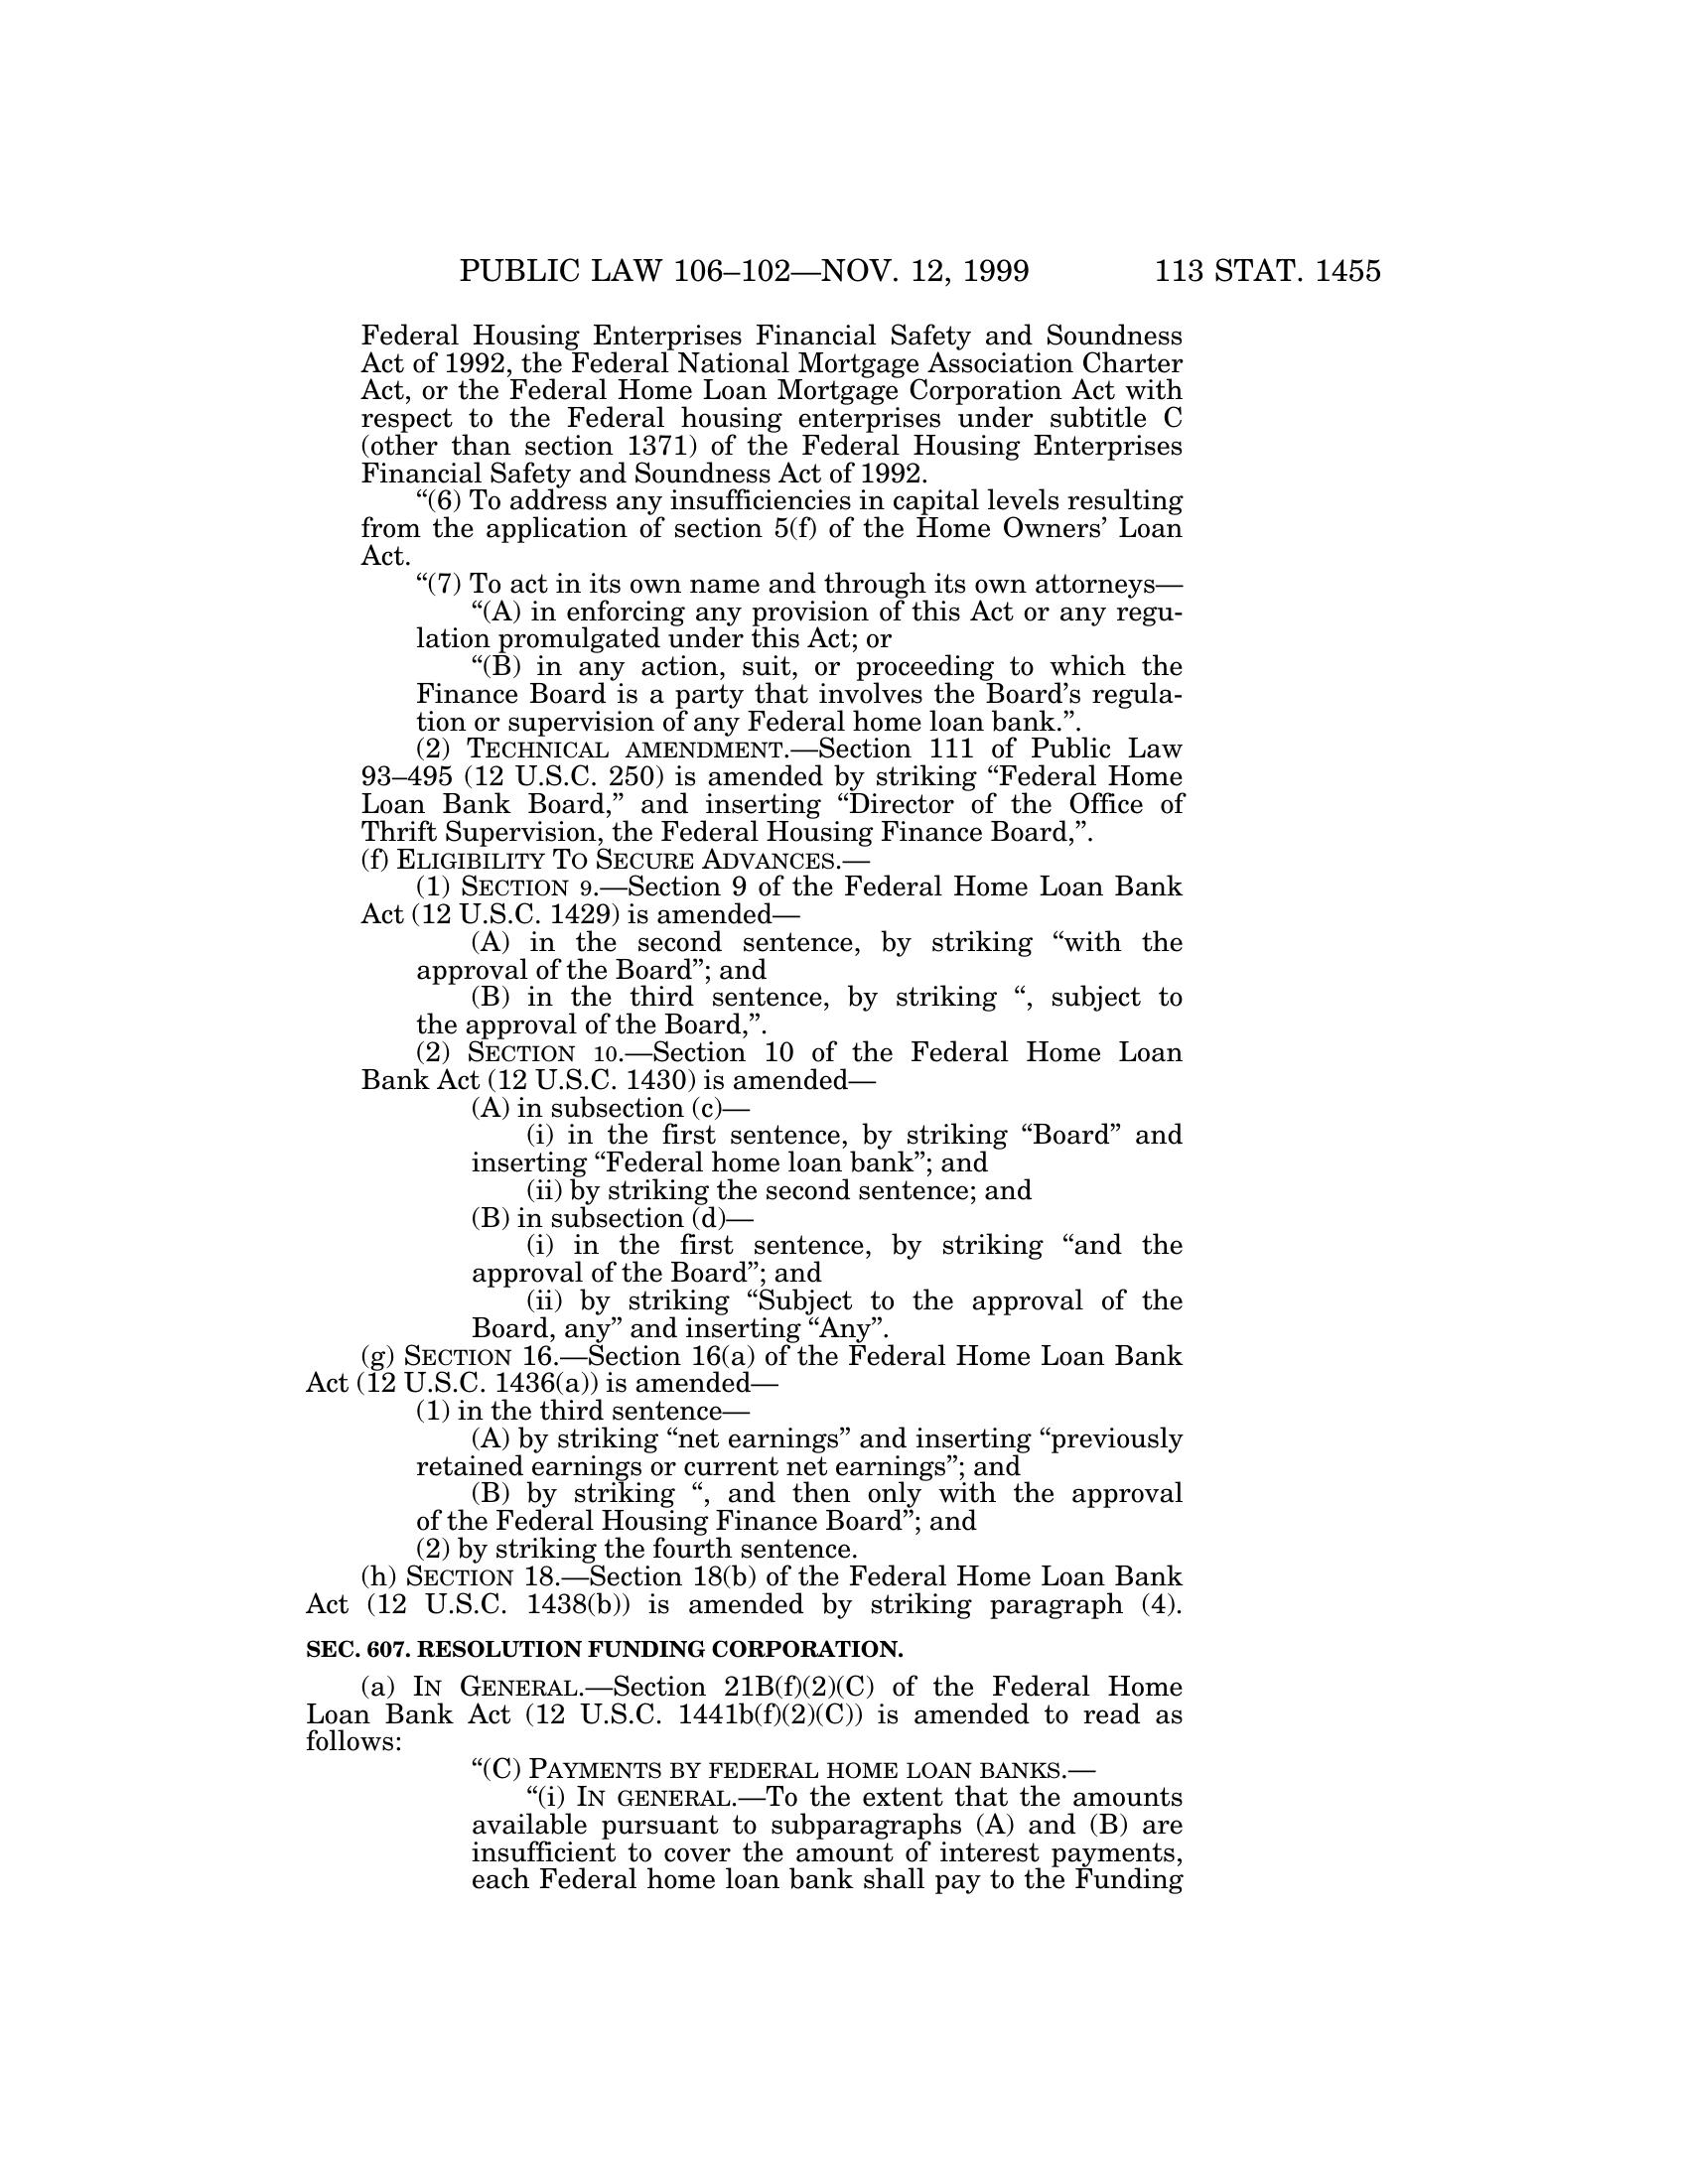 PUBLIC LAW 106–102—NOV. 12, 1999 113 STAT. 1455
Federal Housing Enterprises Financial Safety and Soundness
Act of 1992, the Federal National Mortgage Association Charter
Act, or the Federal Home Loan Mortgage Corporation Act with
respect to the Federal housing enterprises under subtitle C
(other than section 1371) of the Federal Housing Enterprises
Financial Safety and Soundness Act of 1992.
“(6) To address any insufficiencies in capital levels resulting
from the application of section 5(f) of the Home Owners’ Loan
Act.
“(7) To act in its own name and through its own attorneys—
“(A) in enforcing any provision of this Act or any regu-
lation promulgated under this Act; or
“(B) in any action, suit, or proceeding to which the
Finance Board is a party that involves the Board’s regula-
tion or supervision of any Federal home loan bank.”.
(2) TECHNICAL AMENDMENT.—Section 111 of Public Law
93–495 (12 U.S.C. 250) is amended by striking “Federal Home
Loan Bank Board,” and inserting “Director of the Office of
Thrift Supervision, the Federal Housing Finance Board,”.
(f) ELIGIBILITY TO SECURE ADVANCES.—
(1) SECTION 9.—Section 9 of the Federal Home Loan Bank
Act (12 U.S.C. 1429) is amended—
(A) in the second sentence, by striking “with the
approval of the Board”; and
(B) in the third sentence, by striking “, subject to
the approval of the Board,”.
(2) SECTION 10.—Section 10 of the Federal Home Loan
Bank Act (12 U.S.C. 1430) is amended—
(A) in subsection (c)—
(i) in the first sentence, by striking “Board” and
inserting “Federal home loan bank”; and
(ii) by striking the second sentence; and
(B) in subsection (d)—
(i) in the first sentence, by striking “and the
approval of the Board”; and
(ii) by striking “Subject to the approval of the
Board, any” and inserting “Any”.
(g) SECTION 16.—Section 16(a) of the Federal Home Loan Bank
Act (12 U.S.C. 1436(a)) is amended—
(1) in the third sentence—
(A) by striking “net earnings” and inserting “previously
retained earnings or current net earnings”; and
(B) by striking “, and then only with the approval
of the Federal Housing Finance Board”; and
(2) by striking the fourth sentence.
(h) SECTION 18.—Section 18(b) of the Federal Home Loan Bank
Act (12 U.S.C. 1438(b)) is amended by striking paragraph (4).
SEC. 607. RESOLUTION FUNDING CORPORATION.
(a) IN GENERAL.—Section 21B(f)(2)(C) of the Federal Home
Loan Bank Act (12 U.S.C. 1441b(f)(2)(C)) is amended to read as
follows:
“(C) PAYMENTS BY FEDERAL HOME LOAN BANKS.—
“(i) IN GENERAL.—To the extent that the amounts
available pursuant to subparagraphs (A) and (B) are
insufficient to cover the amount of interest payments,
each Federal home loan bank shall pay to the Funding